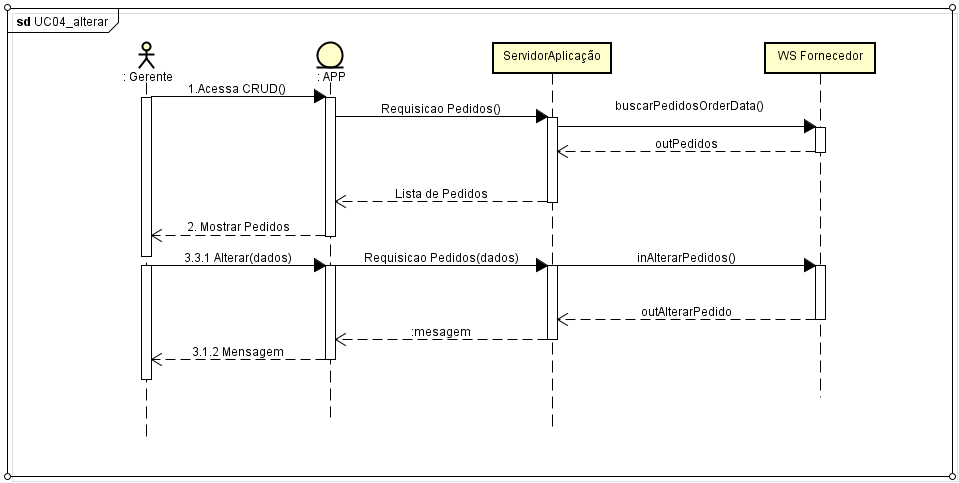 sd UC04_alterar
: Gerente
: APP
ServidorAplicação
WS Fornecedor
1.Acessa CRUD()
Requisicao Pedidos()
buscarPedidosOrderData()
outPedidos
Lista de Pedidos
2. Mostrar Pedidos
3.3.1 Alterar(dados)
Requisicao Pedidos(dados)
inAlterarPedidos()
outAlterarPedido
:mesagem
3.1.2 Mensagem